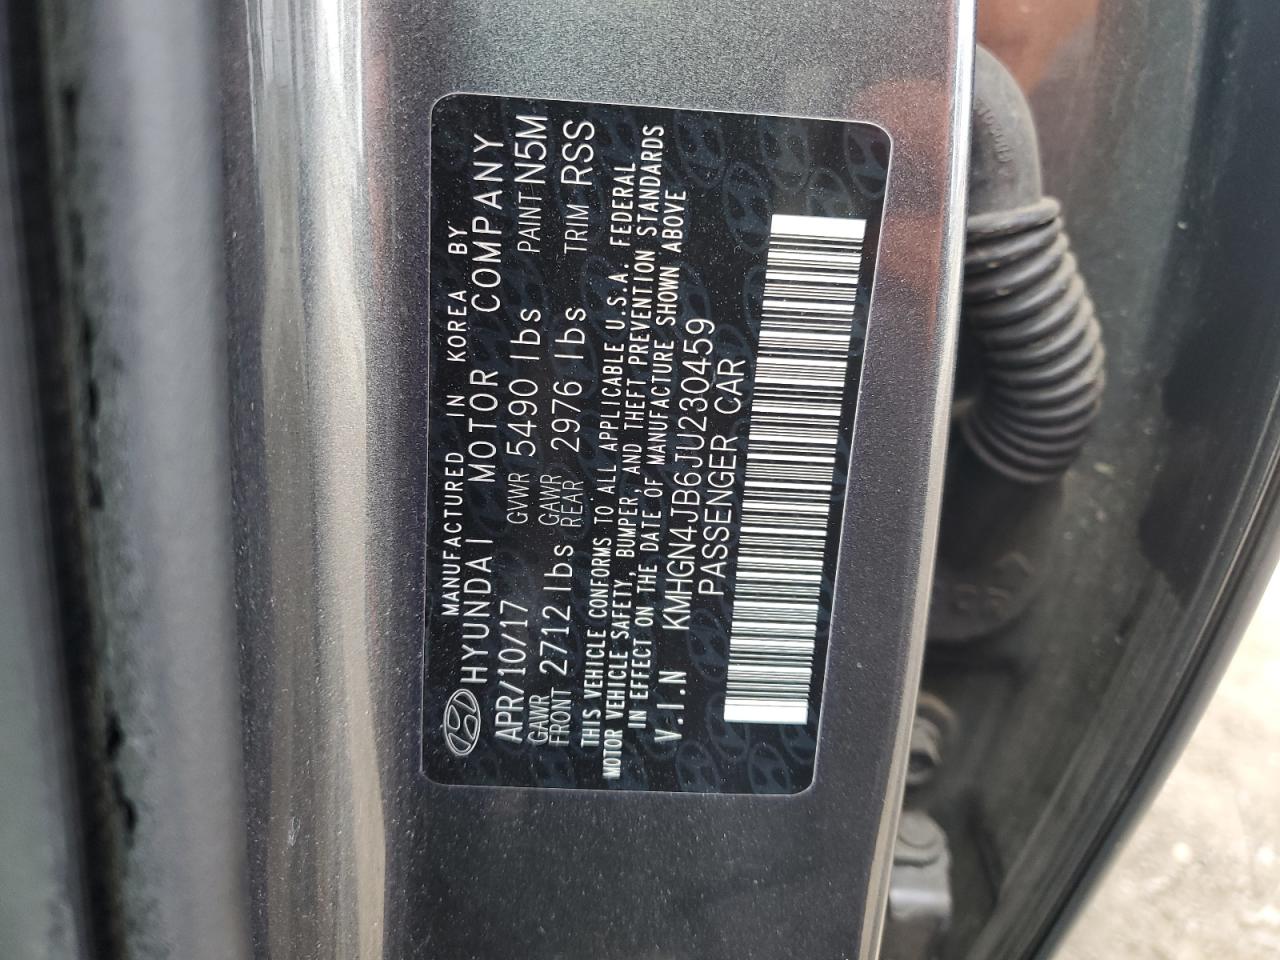 MANUFACTURED IN KOREA BY
HYUNDAI MOTOR COMPANY
APR/10/17 GVWR 5490 lbs PAINT N5M
GAWR FRONT 2712 lbs GAWR REAR 2976 lbs TRIM RSS
THIS VEHICLE CONFORMS TO ALL APPLICABLE U.S.A. FEDERAL
MOTOR VEHICLE SAFETY, BUMPER, AND THEFT PREVENTION STANDARDS
IN EFFECT ON THE DATE OF MANUFACTURE SHOWN ABOVE
V.I.N KMHGN4JB6JU230459
PASSENGER CAR